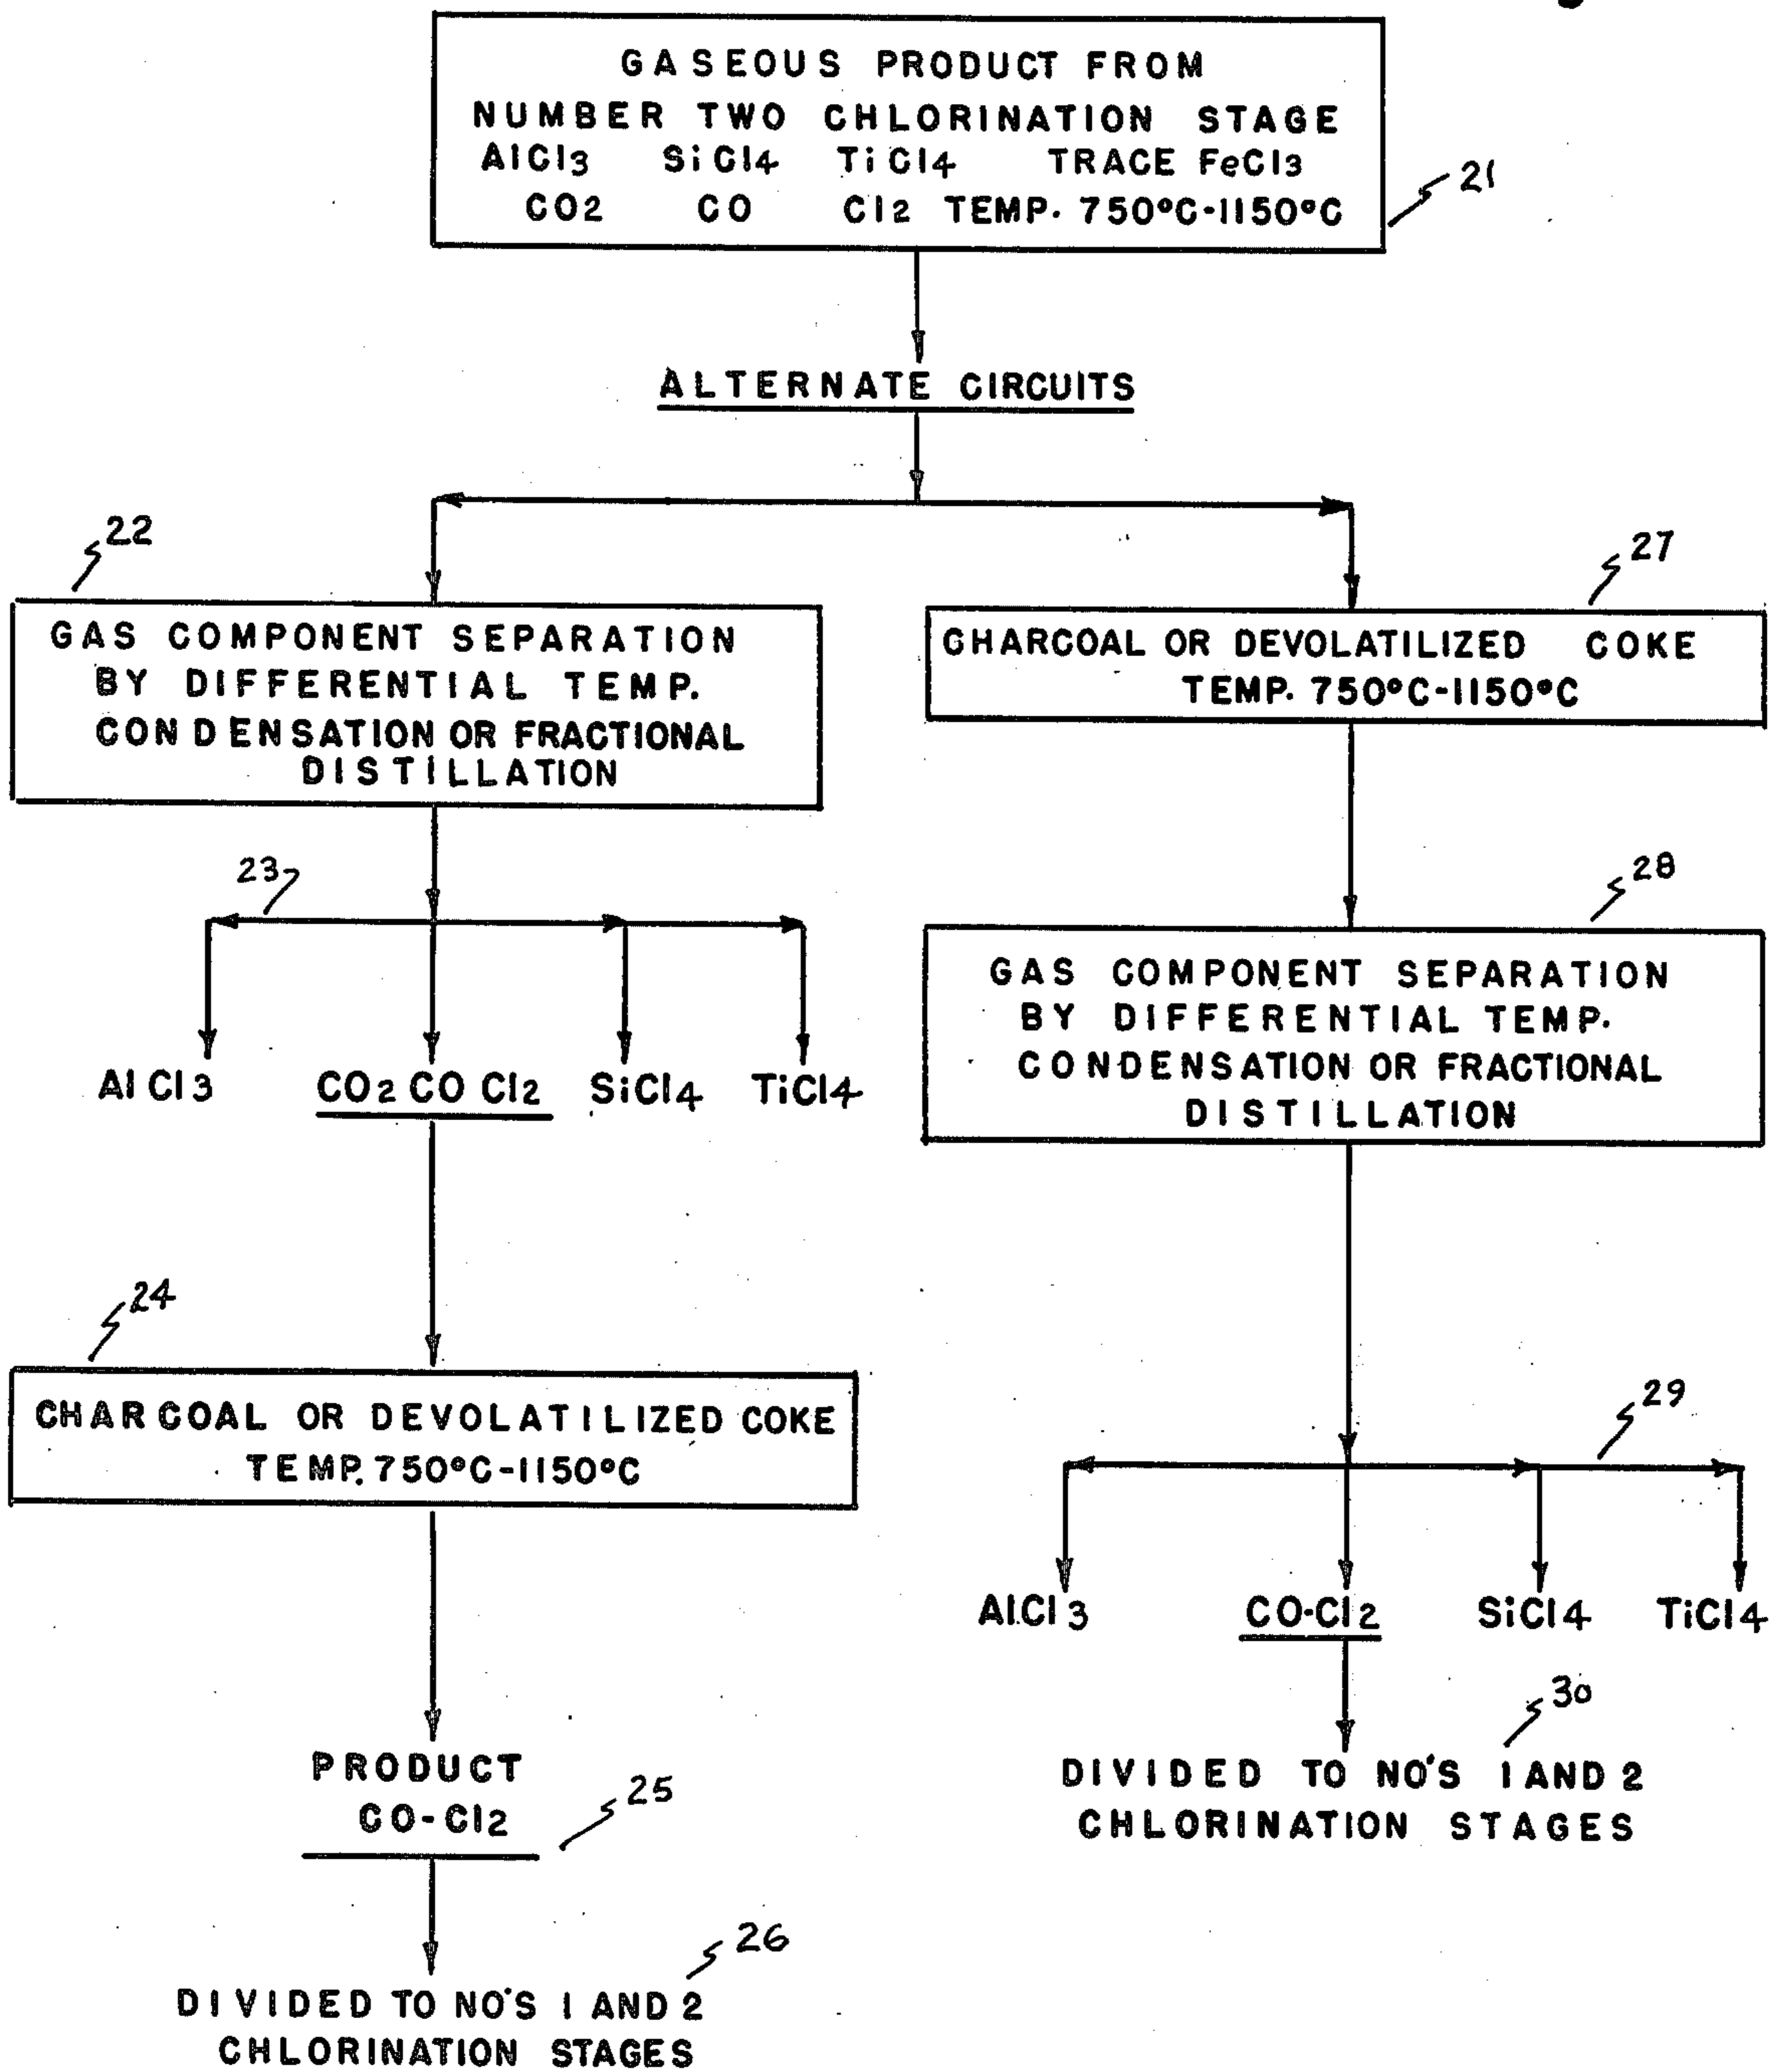 GASEOUS PRODUCT FROM
NUMBER TWO CHLORINATION STAGE
AlCl3 SiCl4 TiCl4 TRACE FeCl3
CO2 CO Cl2 TEMP. 750°C-1150°C
21
ALTERNATE CIRCUITS
22
GAS COMPONENT SEPARATION
BY DIFFERENTIAL TEMP.
CONDENSATION OR FRACTIONAL
DISTILLATION
23
AlCl3 CO2 CO Cl2 SiCl4 TiCl4
24
CHARCOAL OR DEVOLATILIZED COKE
TEMP. 750°C-1150°C
PRODUCT
CO-Cl2
25
26
DIVIDED TO NO'S 1 AND 2
CHLORINATION STAGES
27
GHARCOAL OR DEVOLATILIZED COKE
TEMP. 750°C-1150°C
28
GAS COMPONENT SEPARATION
BY DIFFERENTIAL TEMP.
CONDENSATION OR FRACTIONAL
DISTILLATION
29
AlCl3 CO-Cl2 SiCl4 TiCl4
30
DIVIDED TO NO'S 1 AND 2
CHLORINATION STAGES